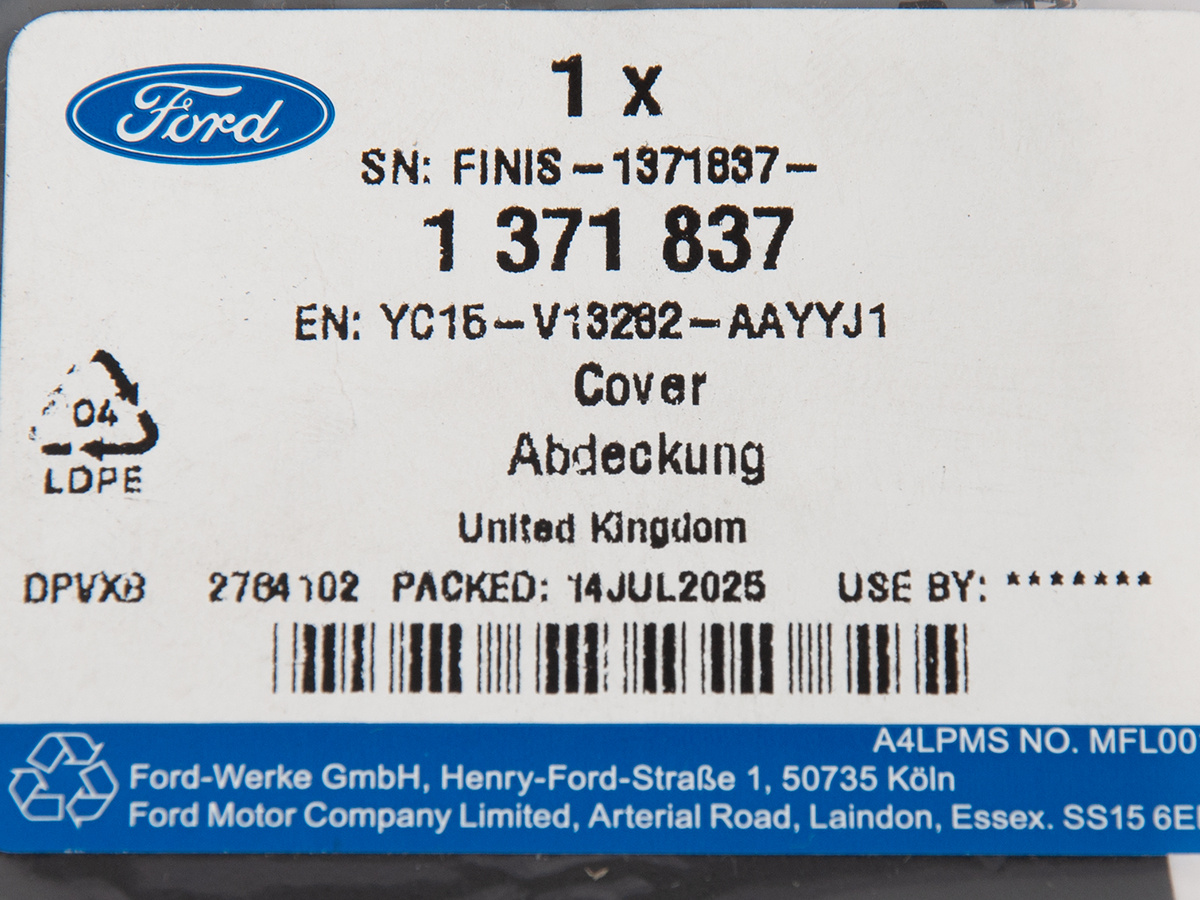 Ford
1 x
SN: FINIS-1371837-
1 371 837
EN: YC15-V13262-AAYYJ1
Cover
Abdeckung
United Kingdom
04
LDPE
DPVXB 2764102 PACKED: 14JUL2025 USE BY: *******
A4LPMS NO. MFL00
Ford-Werke GmbH, Henry-Ford-Straße 1, 50735 Köln
Ford Motor Company Limited, Arterial Road, Laindon, Essex. SS15 6E